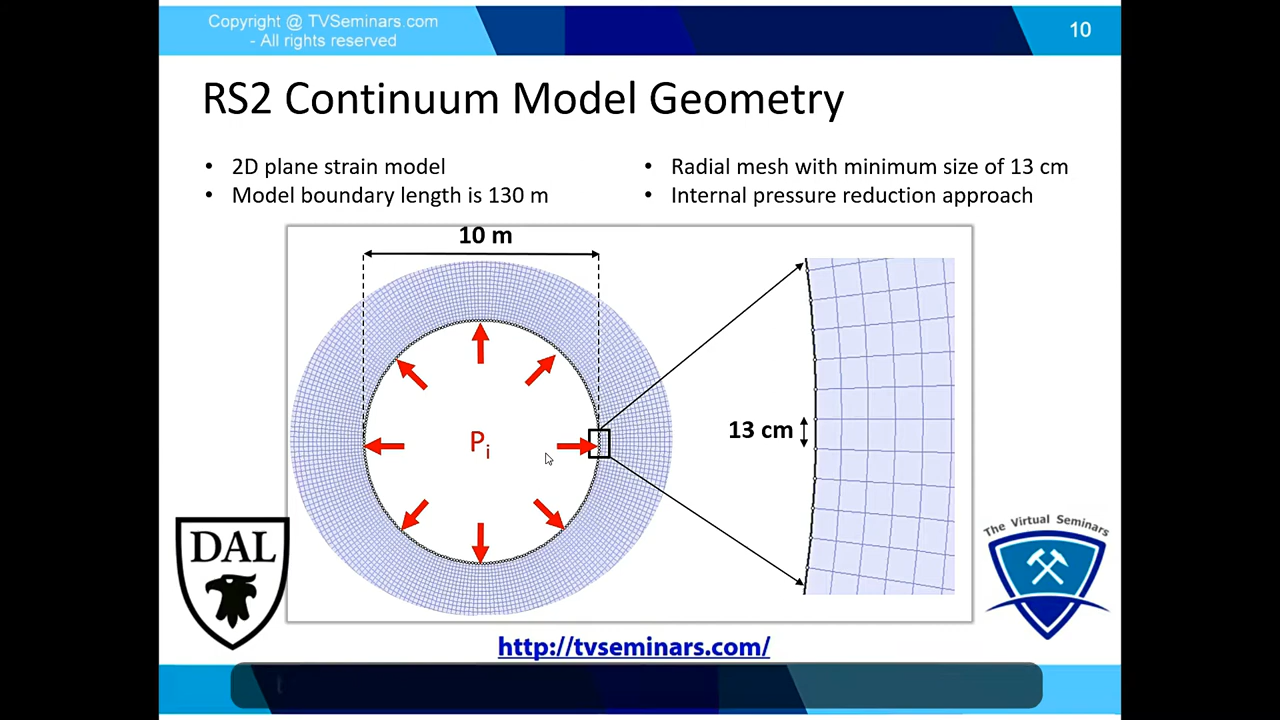 Copyright @ TVSeminars.com
- All rights reserved
10
RS2 Continuum Model Geometry
• 2D plane strain model
• Model boundary length is 130 m
• Radial mesh with minimum size of 13 cm
• Internal pressure reduction approach
10 m
Pi
13 cm
DAL
The Virtual Seminars
http://tvseminars.com/